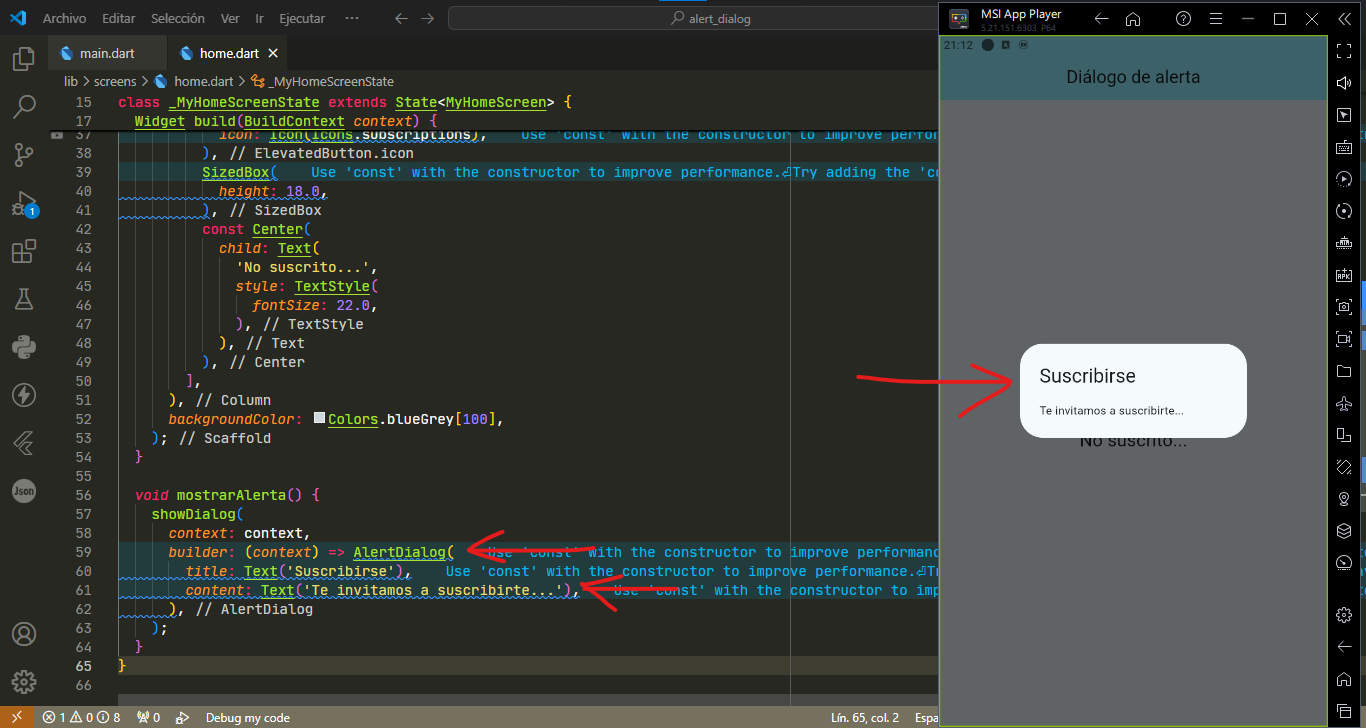 Archivo Editar Selección Ver Ir Ejecutar ··· alert_dialog
main.dart home.dart
lib > screens > home.dart > _MyHomeScreenState
15 class _MyHomeScreenState extends State<MyHomeScreen> {
17 Widget build(BuildContext context) {
37 icon: Icon(Icons.subscriptions), Use 'const' with the constructor to improve perfor
38 ), // ElevatedButton.icon
39 SizedBox( Use 'const' with the constructor to improve performance.⏎Try adding the 'co
40 height: 18.0,
41 ), // SizedBox
42 const Center(
43 child: Text(
44 'No suscrito...',
45 style: TextStyle(
46 fontSize: 22.0,
47 ), // TextStyle
48 ), // Text
49 ), // Center
50 ],
51 ), // Column
52 backgroundColor: Colors.blueGrey[100],
53 ); // Scaffold
54 }
55
56 void mostrarAlerta() {
57 showDialog(
58 context: context,
59 builder: (context) => AlertDialog( Use 'const' with the constructor to improve performance
60 title: Text('Suscribirse'), Use 'const' with the constructor to improve performance.⏎Tr
61 content: Text('Te invitamos a suscribirte...'), Use 'const' with the constructor to imp
62 ), // AlertDialog
63 );
64 }
65 }
66
1
Json
1 0 8 0 Debug my code Lín. 65, col. 2 Espa
MSI App Player
5.21.151.6303 P64
21:12
Diálogo de alerta
Suscribirse
Te invitamos a suscribirte...
No suscrito...
APK